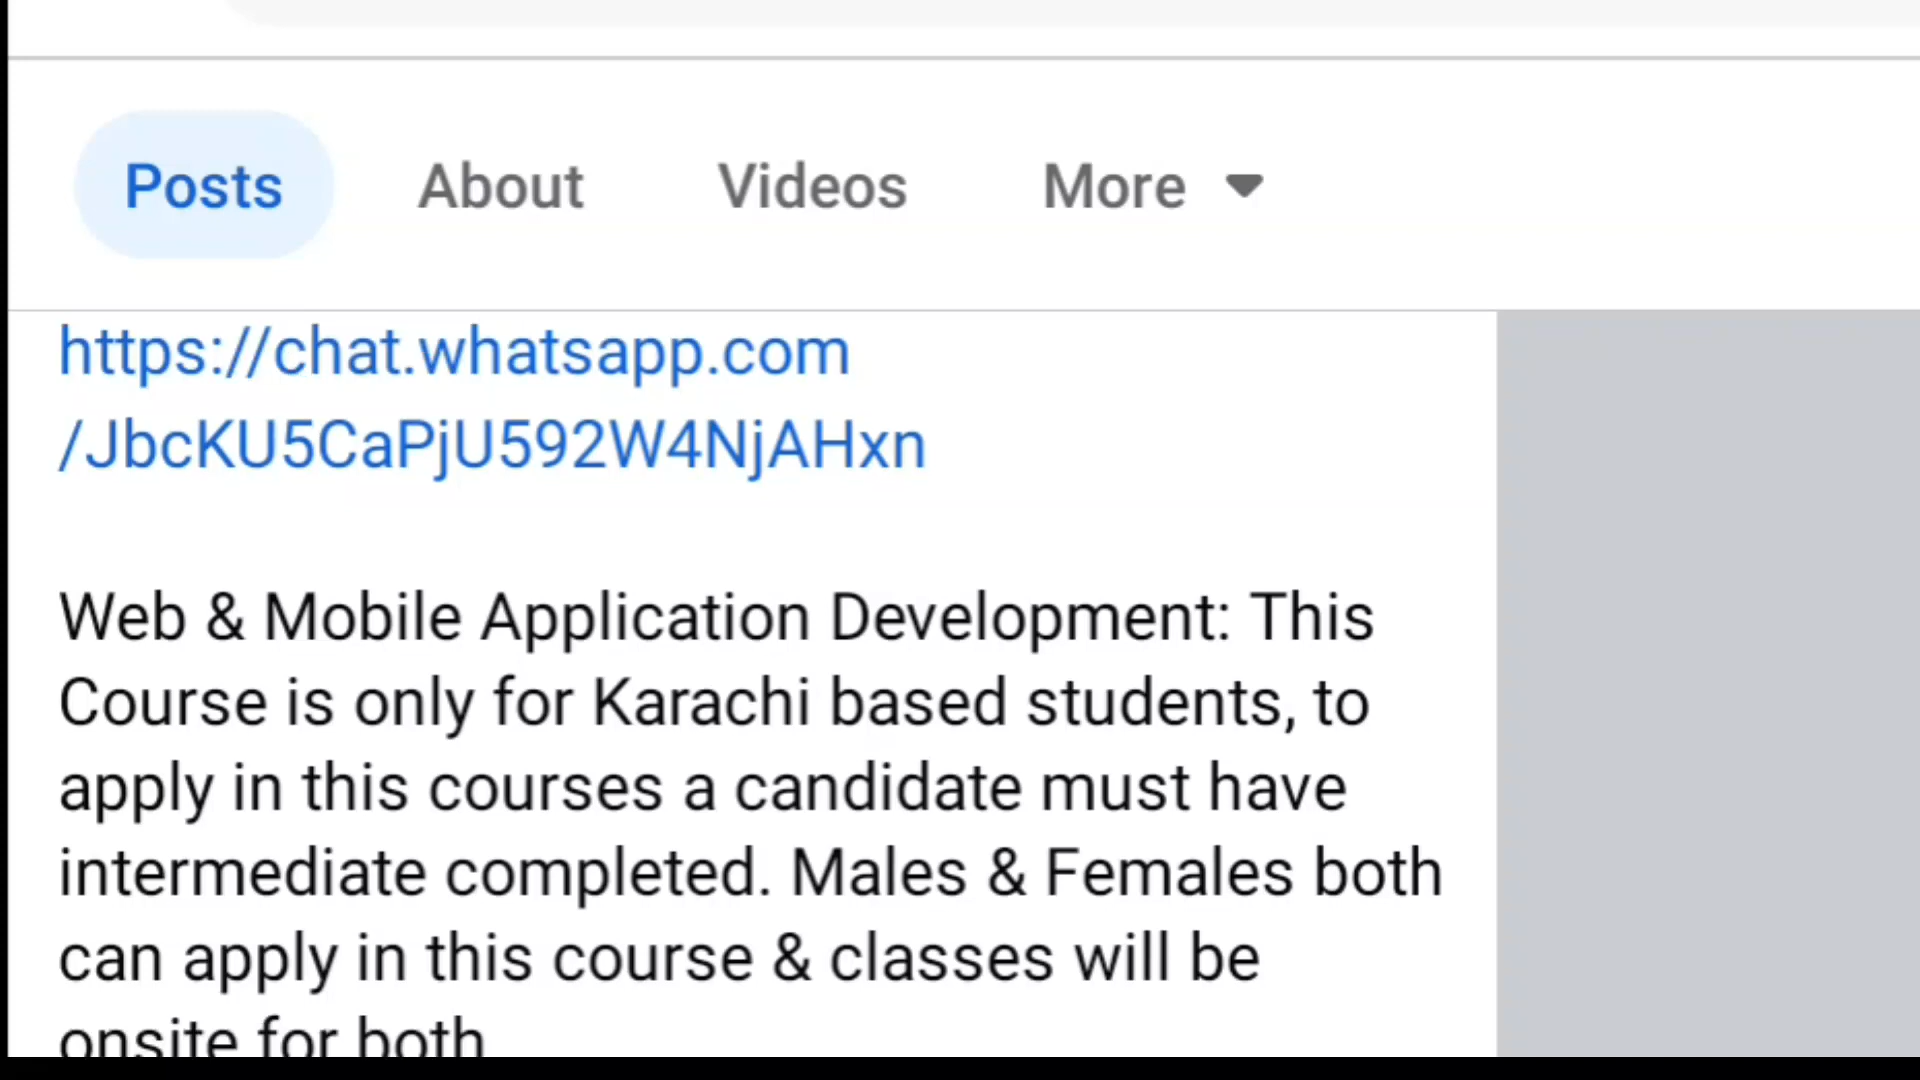 Posts About Videos More
https://chat.whatsapp.com
/JbcKU5CaPjU592W4NjAHxn
Web & Mobile Application Development: This
Course is only for Karachi based students, to
apply in this courses a candidate must have
intermediate completed. Males & Females both
can apply in this course & classes will be
onsite for both